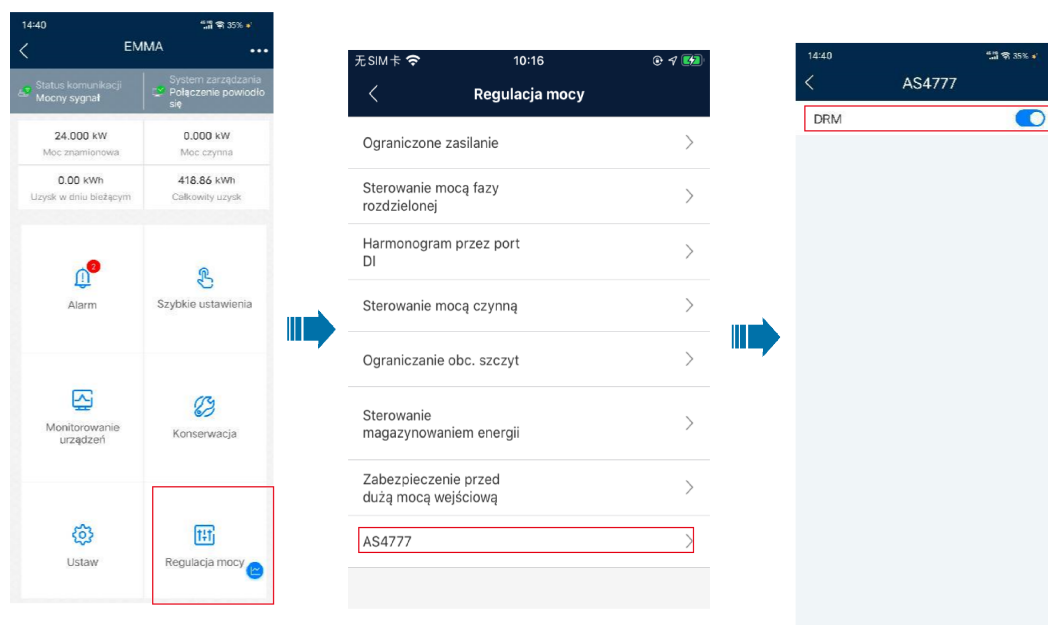 14:40
35%
EMMA
Status komunikacji
Mocny sygnał
System zarządzania
Połączenie powiodło
się
24.000 kW
Moc znamionowa
0.000 kW
Moc czynna
0.00 kWh
Uzysk w dniu bieżącym
418.86 kWh
Całkowity uzysk
2
Alarm
Szybkie ustawienia
Monitorowanie
urządzeń
Konserwacja
Ustaw
Regulacja mocy
无SIM卡
10:16
Regulacja mocy
Ograniczone zasilanie
Sterowanie mocą fazy
rozdzielonej
Harmonogram przez port
DI
Sterowanie mocą czynną
Ograniczanie obc. szczyt
Sterowanie
magazynowaniem energii
Zabezpieczenie przed
dużą mocą wejściową
AS4777
14:40
35%
AS4777
DRM